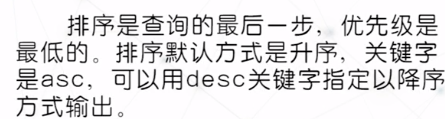 排序是查询的最后一步，优先级是
最低的。排序默认方式是升序，关键字
是asc，可以用desc关键字指定以降序
方式输出。